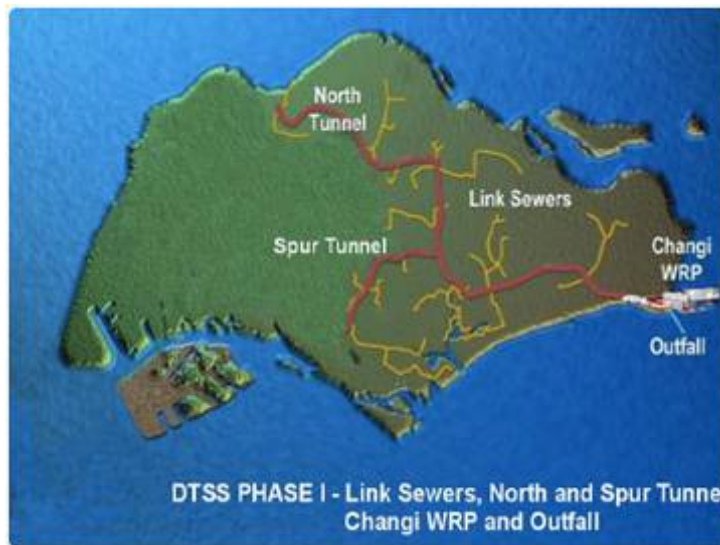 North
Tunnel
Link Sewers
Spur Tunnel
Changi
WRP
Outfall
DTSS PHASE I - Link Sewers, North and Spur Tunne
Changi WRP and Outfall